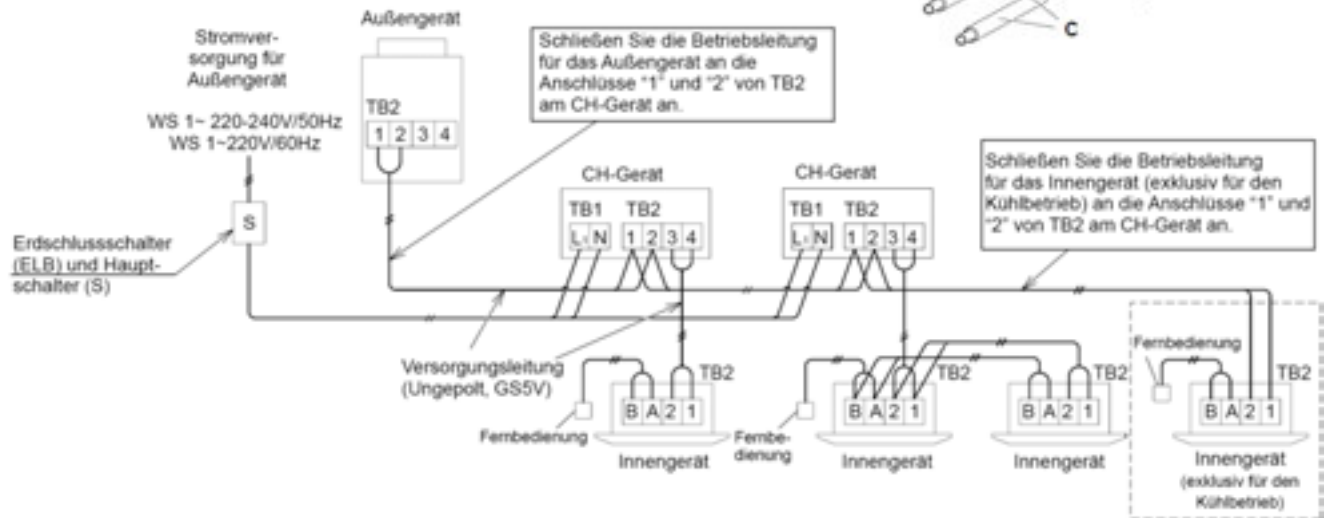 C
Außengerät
Stromver-
sorgung für
Außengerät
WS 1~ 220-240V/50Hz
WS 1~220V/60Hz
TB2
1 2 3 4
Schließen Sie die Betriebsleitung
für das Außengerät an die
Anschlüsse "1" und "2" von TB2
am CH-Gerät an.
Schließen Sie die Betriebsleitung
für das Innengerät (exklusiv für den
Kühlbetrieb) an die Anschlüsse "1" und
"2" von TB2 am CH-Gerät an.
CH-Gerät
TB1 TB2
L N 1 2 3 4
CH-Gerät
TB1 TB2
L N 1 2 3 4
S
Erdschlussschalter
(ELB) und Haupt-
schalter (S)
Versorgungsleitung
(Ungepolt, GS5V)
Fernbedienung
TB2
B A 2 1
Innengerät
Fernbe-
dienung
TB2
B A 2 1
Innengerät
TB2
B A 2 1
Innengerät
Fernbedienung
TB2
B A 2 1
Innengerät
(exklusiv für den
Kühlbetrieb)